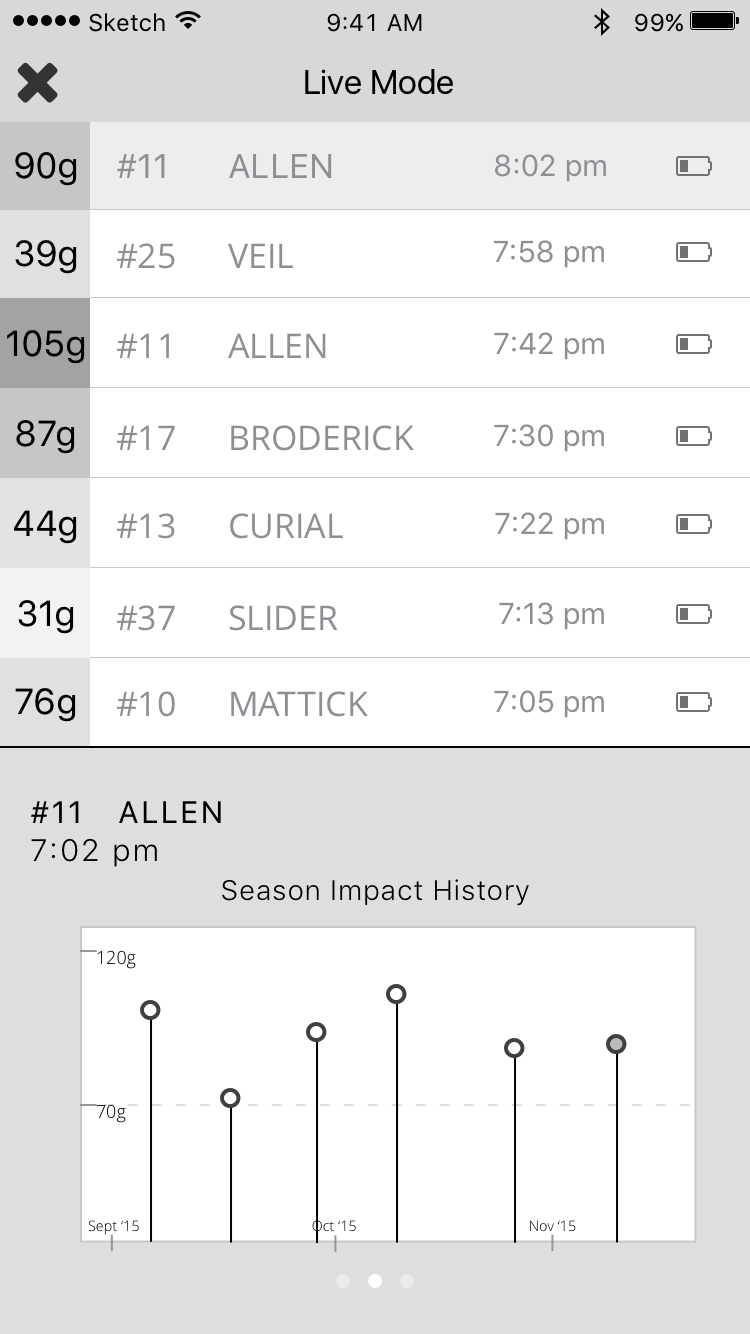 Sketch 9:41 AM 99%
Live Mode
90g #11 ALLEN 8:02 pm
39g #25 VEIL 7:58 pm
105g #11 ALLEN 7:42 pm
87g #17 BRODERICK 7:30 pm
44g #13 CURIAL 7:22 pm
31g #37 SLIDER 7:13 pm
76g #10 MATTICK 7:05 pm
#11 ALLEN
7:02 pm
Season Impact History
120g
70g
Sept ‘15 Oct ‘15 Nov ‘15